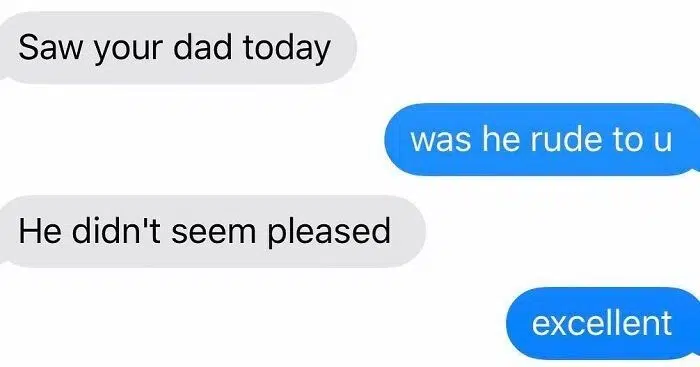 Saw your dad today
was he rude to u
He didn't seem pleased
excellent